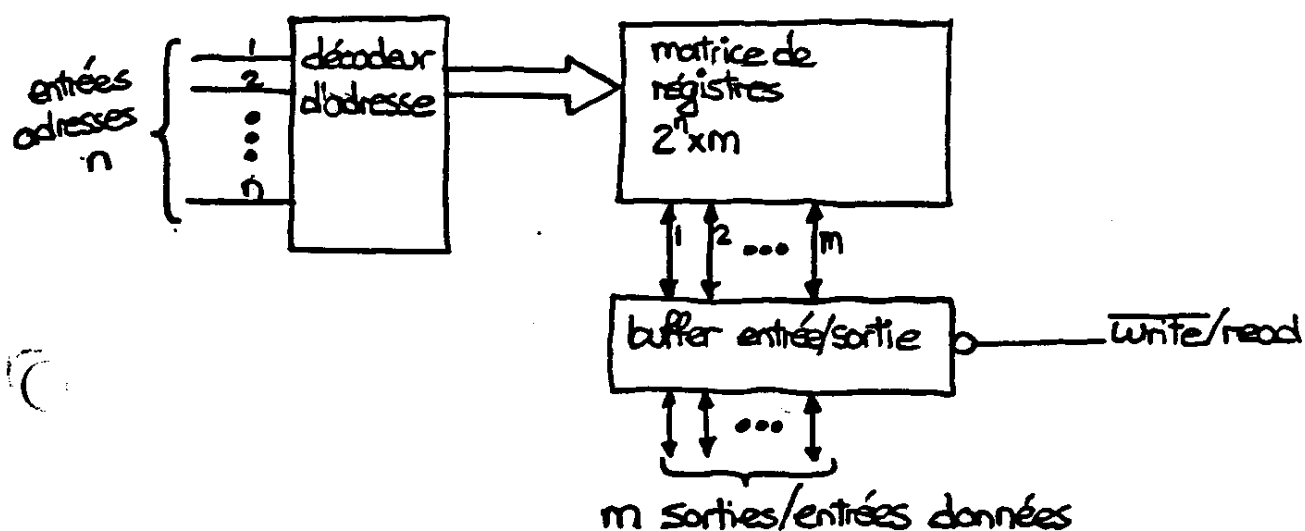 entrées
adresses
n
1
2
n
décodeur
d'adresse
matrice de
régistres
2ⁿxm
1
2
...
m
buffer entrée/sortie
write/read
...
m sorties/entrées données